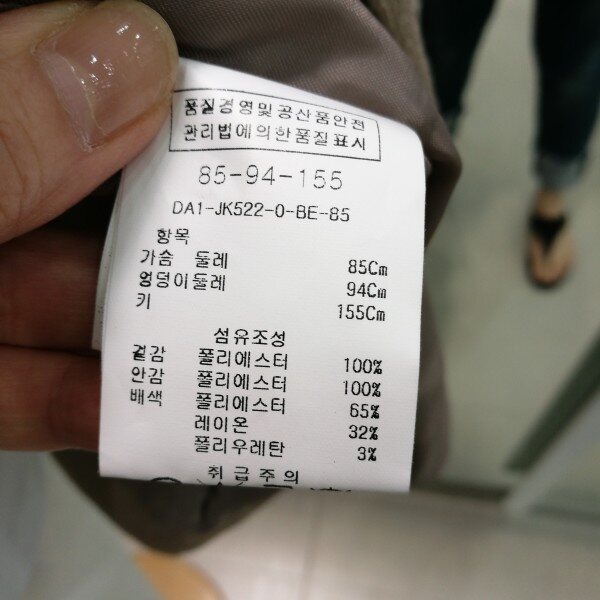 품질경영및공산품안전
관리법에의한품질표시
85-94-155
DA1-JK522-0-BE-85
항목
가슴 둘레 85Cm
엉덩이둘레 94Cm
키 155Cm
섬유조성
겉감 폴리에스터 100%
안감 폴리에스터 100%
배색 폴리에스터 65%
레이온 32%
폴리우레탄 3%
취급주의